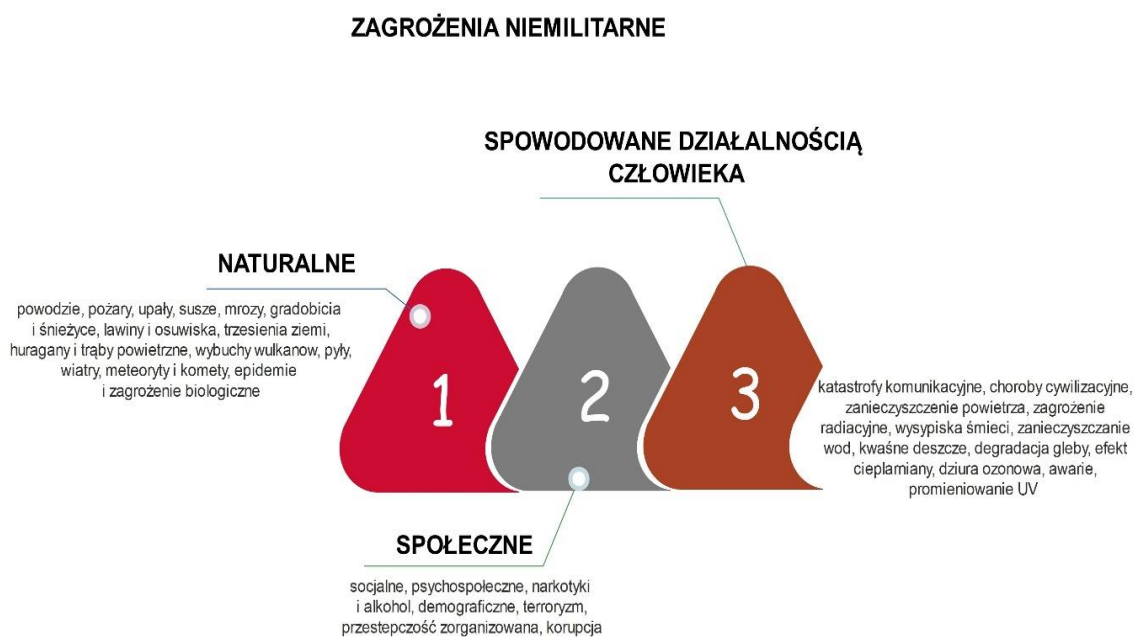 ZAGROŻENIA NIEMILITARNE
SPOWODOWANE DZIAŁALNOŚCIĄ
CZŁOWIEKA
NATURALNE
powodzie, pożary, upały, susze, mrozy, gradobicia
i śnieżyce, lawiny i osuwiska, trzesienia ziemi,
huragany i trąby powietrzne, wybuchy wulkanow, pyły,
wiatry, meteoryty i komety, epidemie
i zagrożenie biologiczne
1
2
3
katastrofy komunikacyjne, choroby cywilizacyjne,
zanieczyszczenie powietrza, zagrożenie
radiacyjne, wysypiska śmieci, zanieczyszczanie
wod, kwaśne deszcze, degradacja gleby, efekt
cieplamiany, dziura ozonowa, awarie,
promieniowanie UV
SPOŁECZNE
socjalne, psychospołeczne, narkotyki
i alkohol, demograficzne, terroryzm,
przestepczość zorganizowana, korupcja